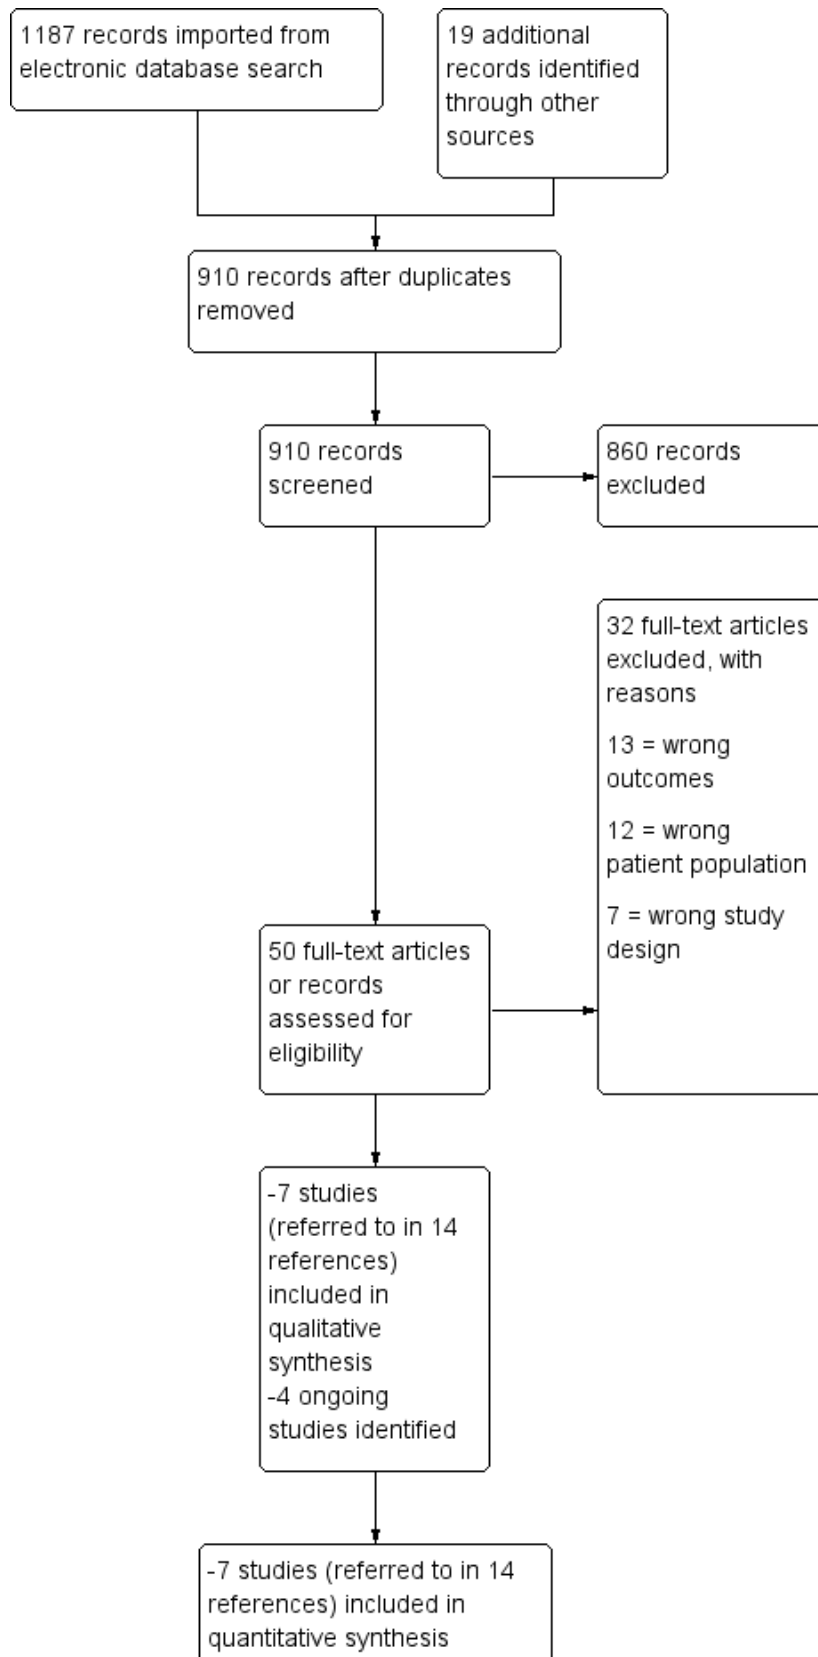 1187 records imported from
electronic database search
19 additional
records identified
through other
sources
910 records after duplicates
removed
910 records
screened
860 records
excluded
32 full-text articles
excluded, with
reasons
13 = wrong
outcomes
12 = wrong
patient population
7 = wrong study
design
50 full-text articles
or records
assessed for
eligibility
-7 studies
(referred to in 14
references)
included in
qualitative
synthesis
-4 ongoing
studies identified
-7 studies (referred to in 14
references) included in
quantitative synthesis